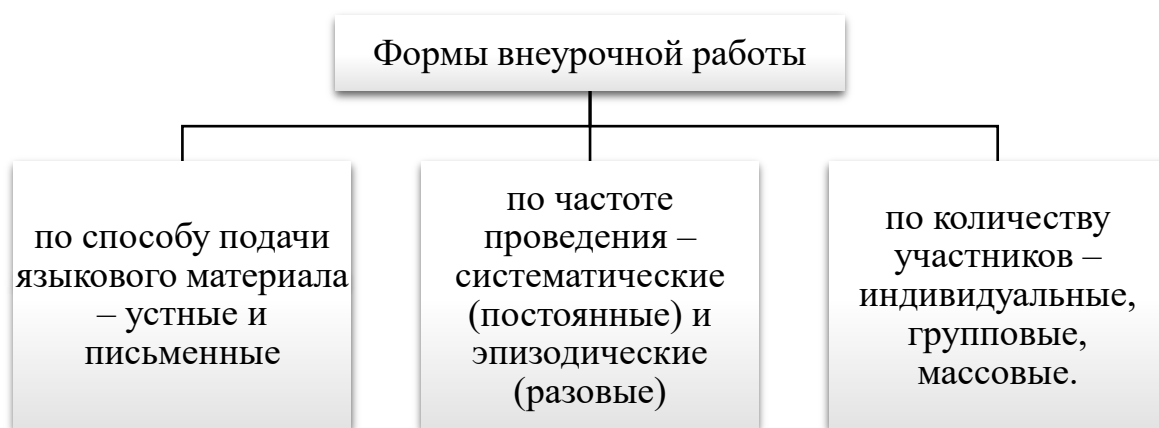 Формы внеурочной работы
по способу подачи
языкового материала
– устные и
письменные
по частоте
проведения –
систематические
(постоянные) и
эпизодические
(разовые)
по количеству
участников –
индивидуальные,
групповые,
массовые.